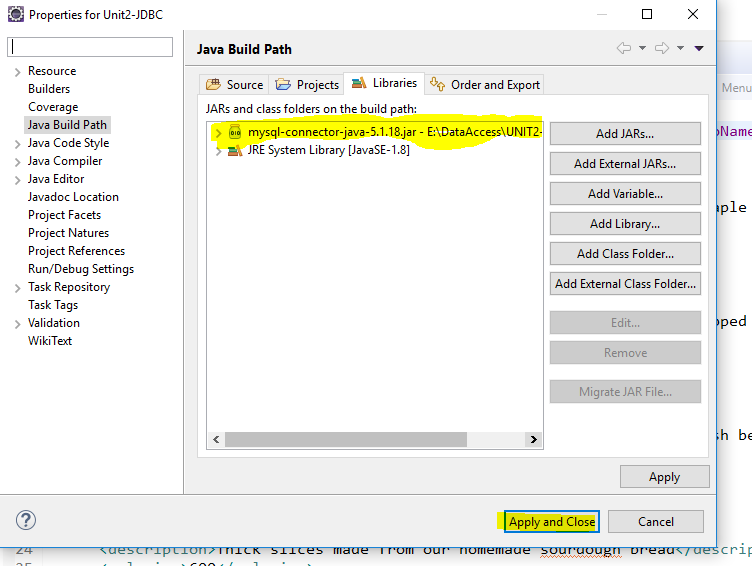 Properties for Unit2-JDBC
Java Build Path
Resource
Builders
Coverage
Java Build Path
Java Code Style
Java Compiler
Java Editor
Javadoc Location
Project Facets
Project Natures
Project References
Run/Debug Settings
Task Repository
Task Tags
Validation
WikiText
Source
Projects
Libraries
Order and Export
JARs and class folders on the build path:
mysql-connector-java-5.1.18.jar - E:\DataAccess\UNIT2-
JRE System Library [JavaSE-1.8]
Add JARs...
Add External JARs...
Add Variable...
Add Library...
Add Class Folder...
Add External Class Folder...
Edit...
Remove
Migrate JAR File...
Apply
Apply and Close
Cancel
Menu
24 <description>Thick slices made from our homemade sourdough bread</descrip